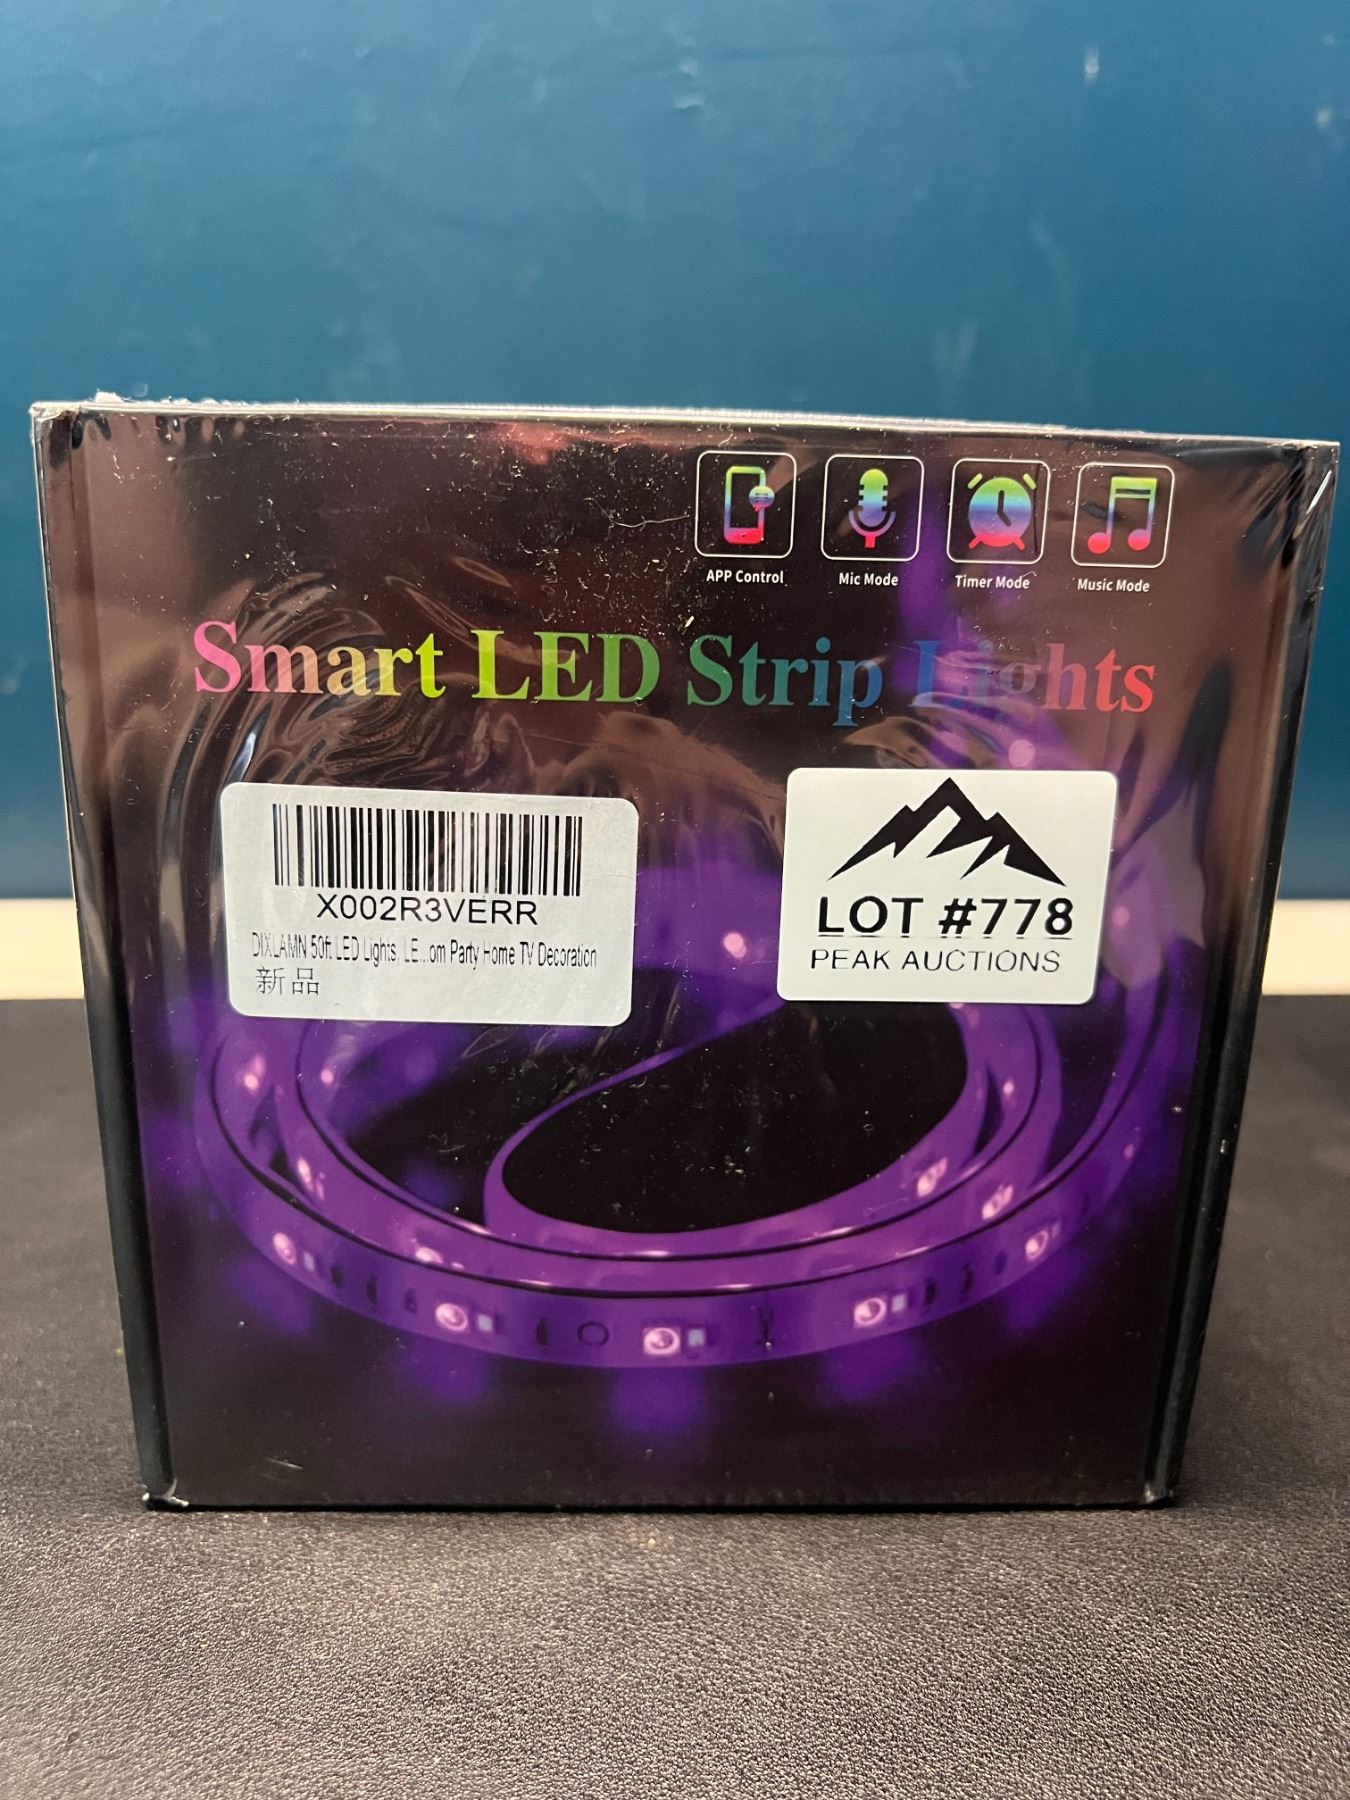 APP Control
Mic Mode
Timer Mode
Music Mode
Smart LED Strip Lights
X002R3VERR
DIXLAMN 50ft LED Lights, LE...om Party Home TV Decoration
新品
LOT #778
PEAK AUCTIONS